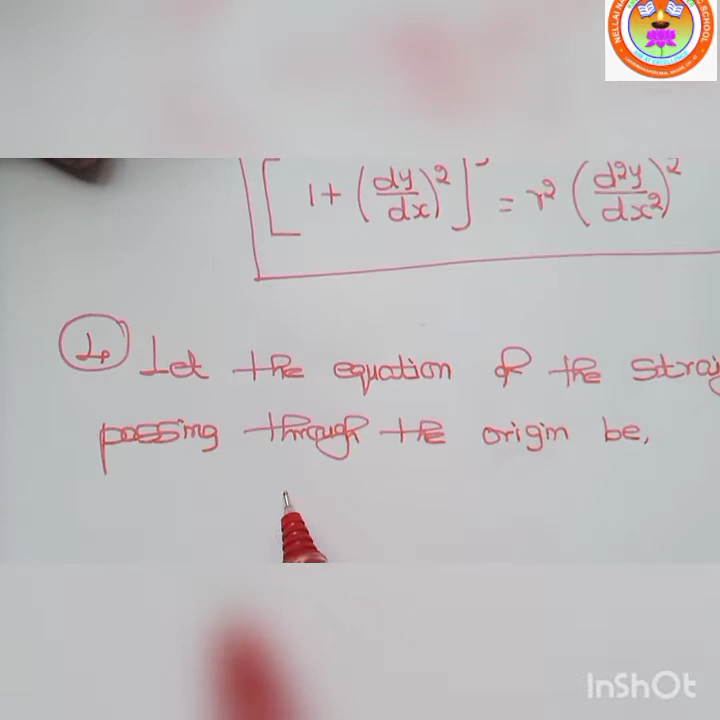 [ 1 + (dy/dx)² ]³ = r² (d²y/dx²)²
4. Let the equation of the
passing through the origin be,
InShOt